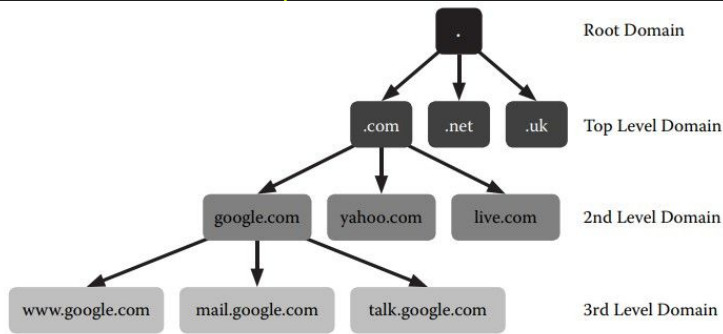 . Root Domain
.com .net .uk Top Level Domain
google.com yahoo.com live.com 2nd Level Domain
www.google.com mail.google.com talk.google.com 3rd Level Domain